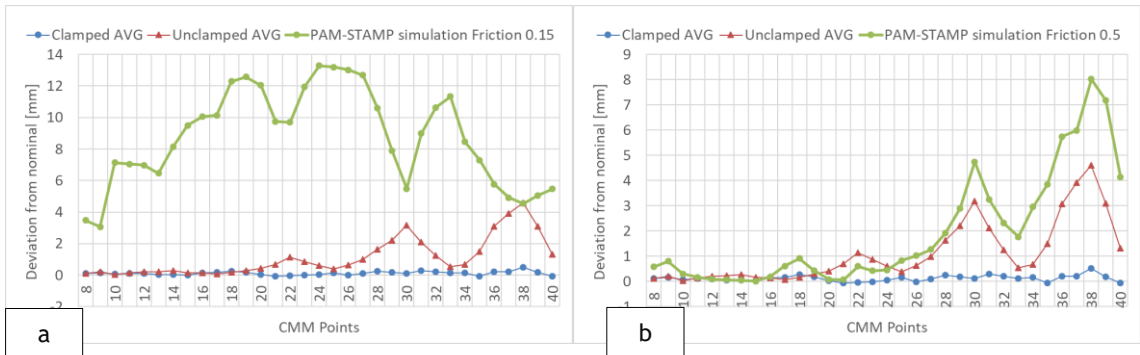 Clamped AVG Unclamped AVG PAM-STAMP simulation Friction 0.15
Deviation from nominal [mm]
14
12
10
8
6
4
2
0
8 10 12 14 16 18 20 22 24 26 28 30 32 34 36 38 40
CMM Points
a
Clamped AVG Unclamped AVG PAM-STAMP simulation Friction 0.5
Deviation from nominal [mm]
9
8
7
6
5
4
3
2
1
0
8 10 12 14 16 18 20 22 24 26 28 30 32 34 36 38 40
CMM Points
b